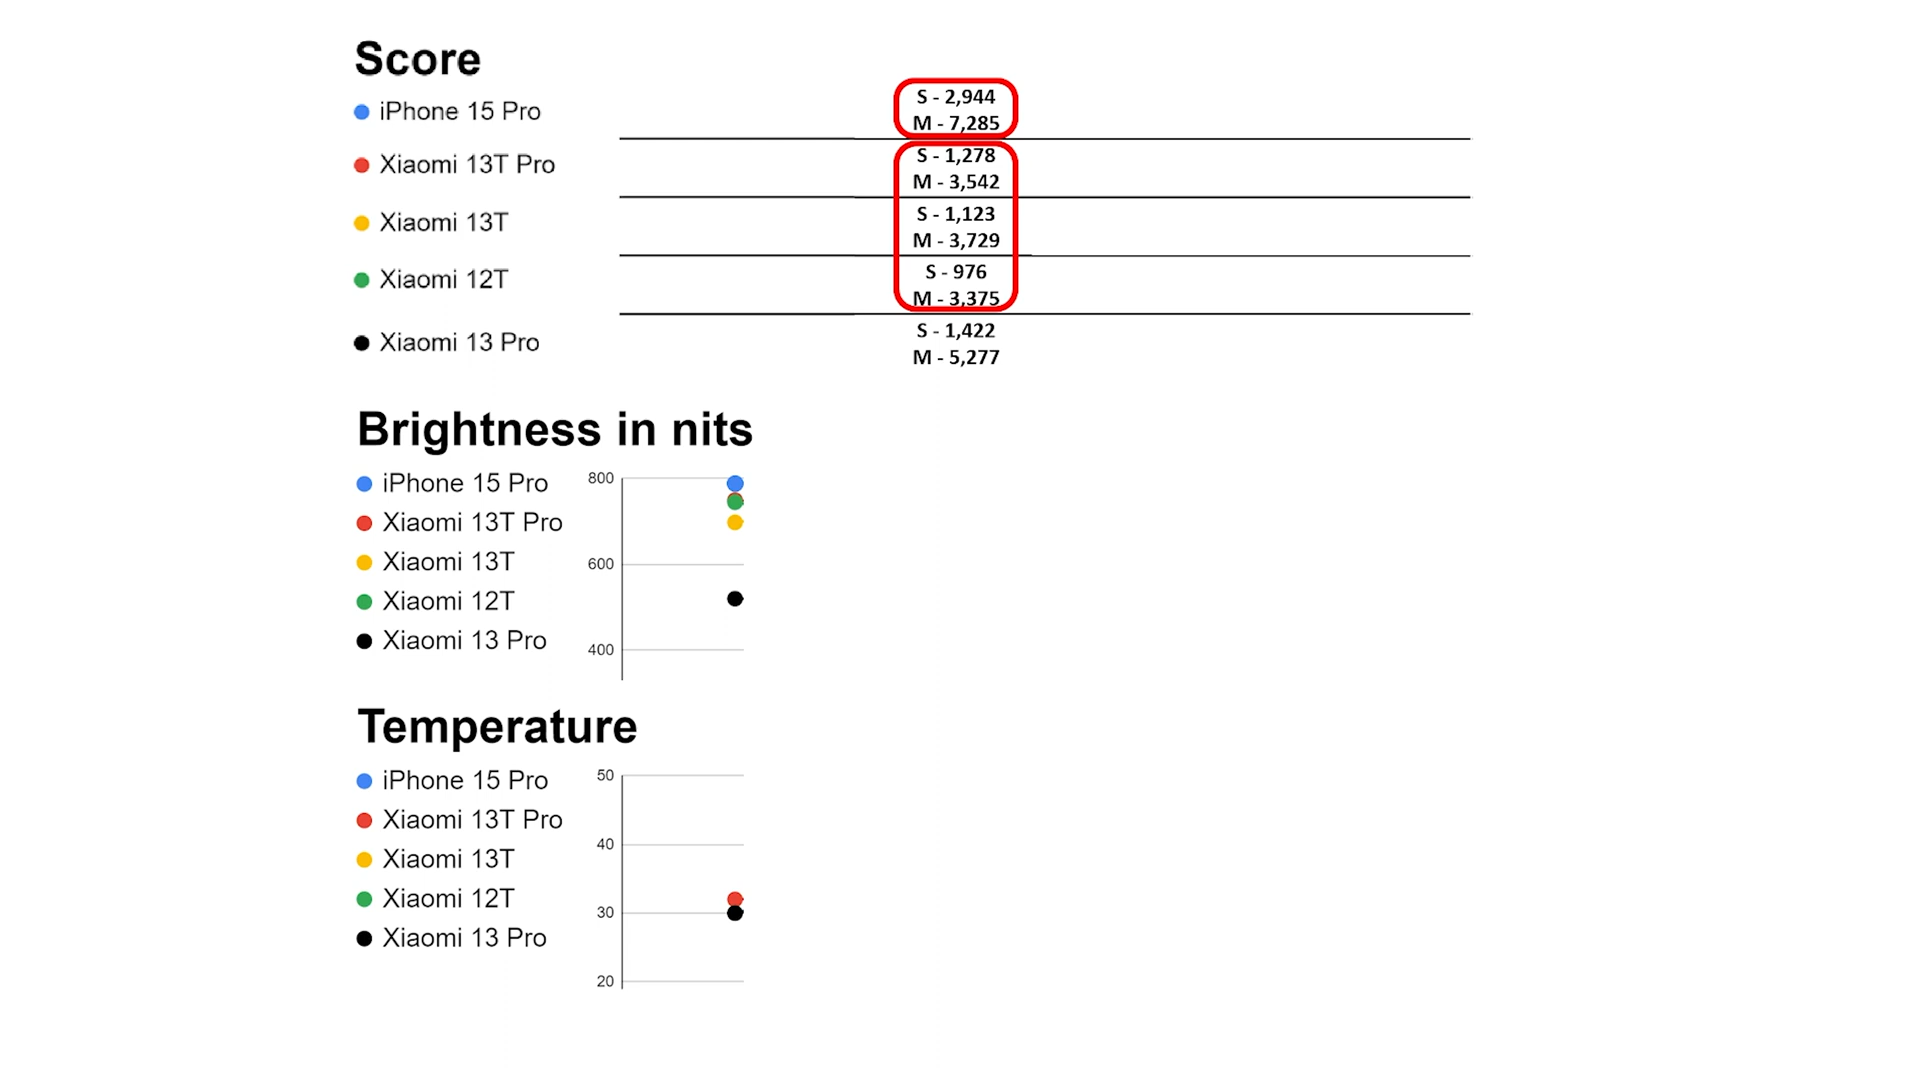 Score
iPhone 15 Pro
S - 2,944
M - 7,285
Xiaomi 13T Pro
S - 1,278
M - 3,542
Xiaomi 13T
S - 1,123
M - 3,729
Xiaomi 12T
S - 976
M - 3,375
Xiaomi 13 Pro
S - 1,422
M - 5,277
Brightness in nits
iPhone 15 Pro
Xiaomi 13T Pro
Xiaomi 13T
Xiaomi 12T
Xiaomi 13 Pro
800
600
400
Temperature
iPhone 15 Pro
Xiaomi 13T Pro
Xiaomi 13T
Xiaomi 12T
Xiaomi 13 Pro
50
40
30
20